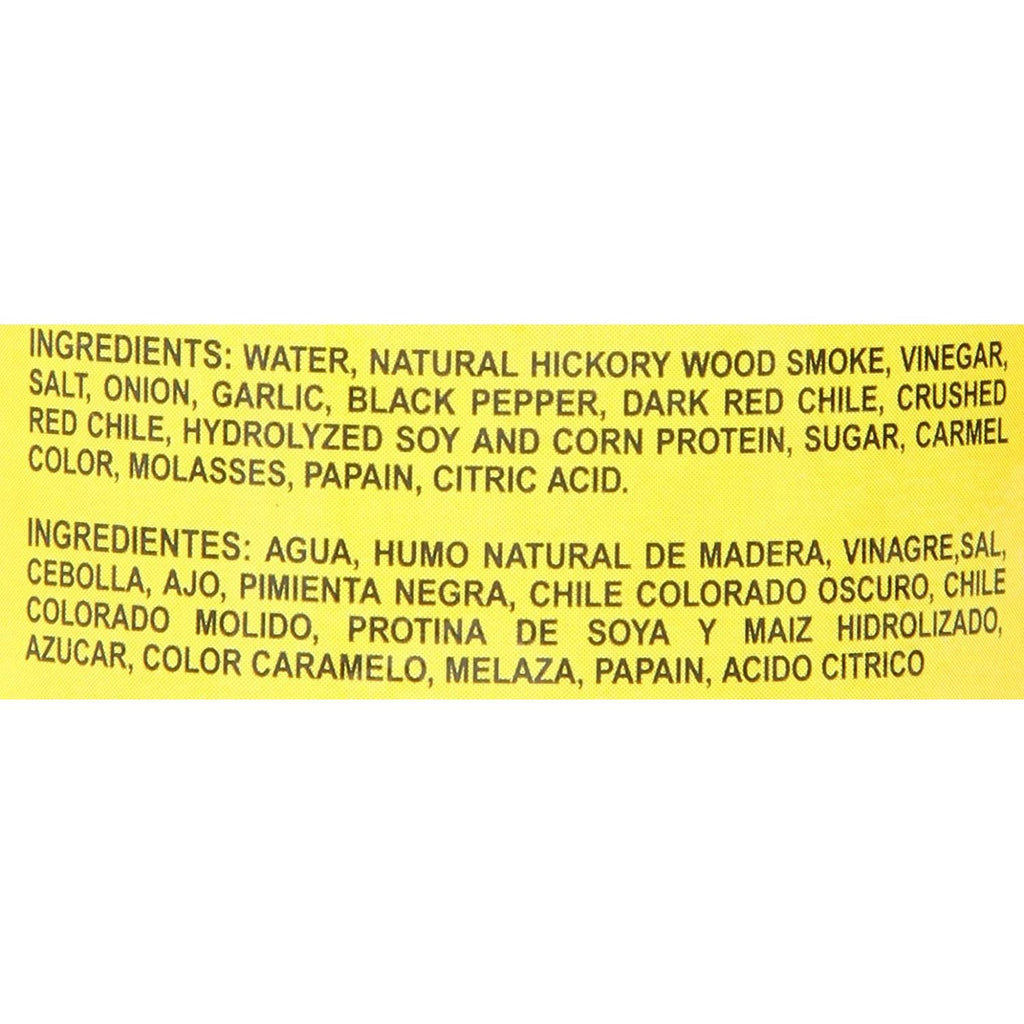 INGREDIENTS: WATER, NATURAL HICKORY WOOD SMOKE, VINEGAR,
SALT, ONION, GARLIC, BLACK PEPPER, DARK RED CHILE, CRUSHED
RED CHILE, HYDROLYZED SOY AND CORN PROTEIN, SUGAR, CARMEL
COLOR, MOLASSES, PAPAIN, CITRIC ACID.
INGREDIENTES: AGUA, HUMO NATURAL DE MADERA, VINAGRE,SAL,
CEBOLLA, AJO, PIMIENTA NEGRA, CHILE COLORADO OSCURO, CHILE
COLORADO MOLIDO, PROTINA DE SOYA Y MAIZ HIDROLIZADO,
AZUCAR, COLOR CARAMELO, MELAZA, PAPAIN, ACIDO CITRICO